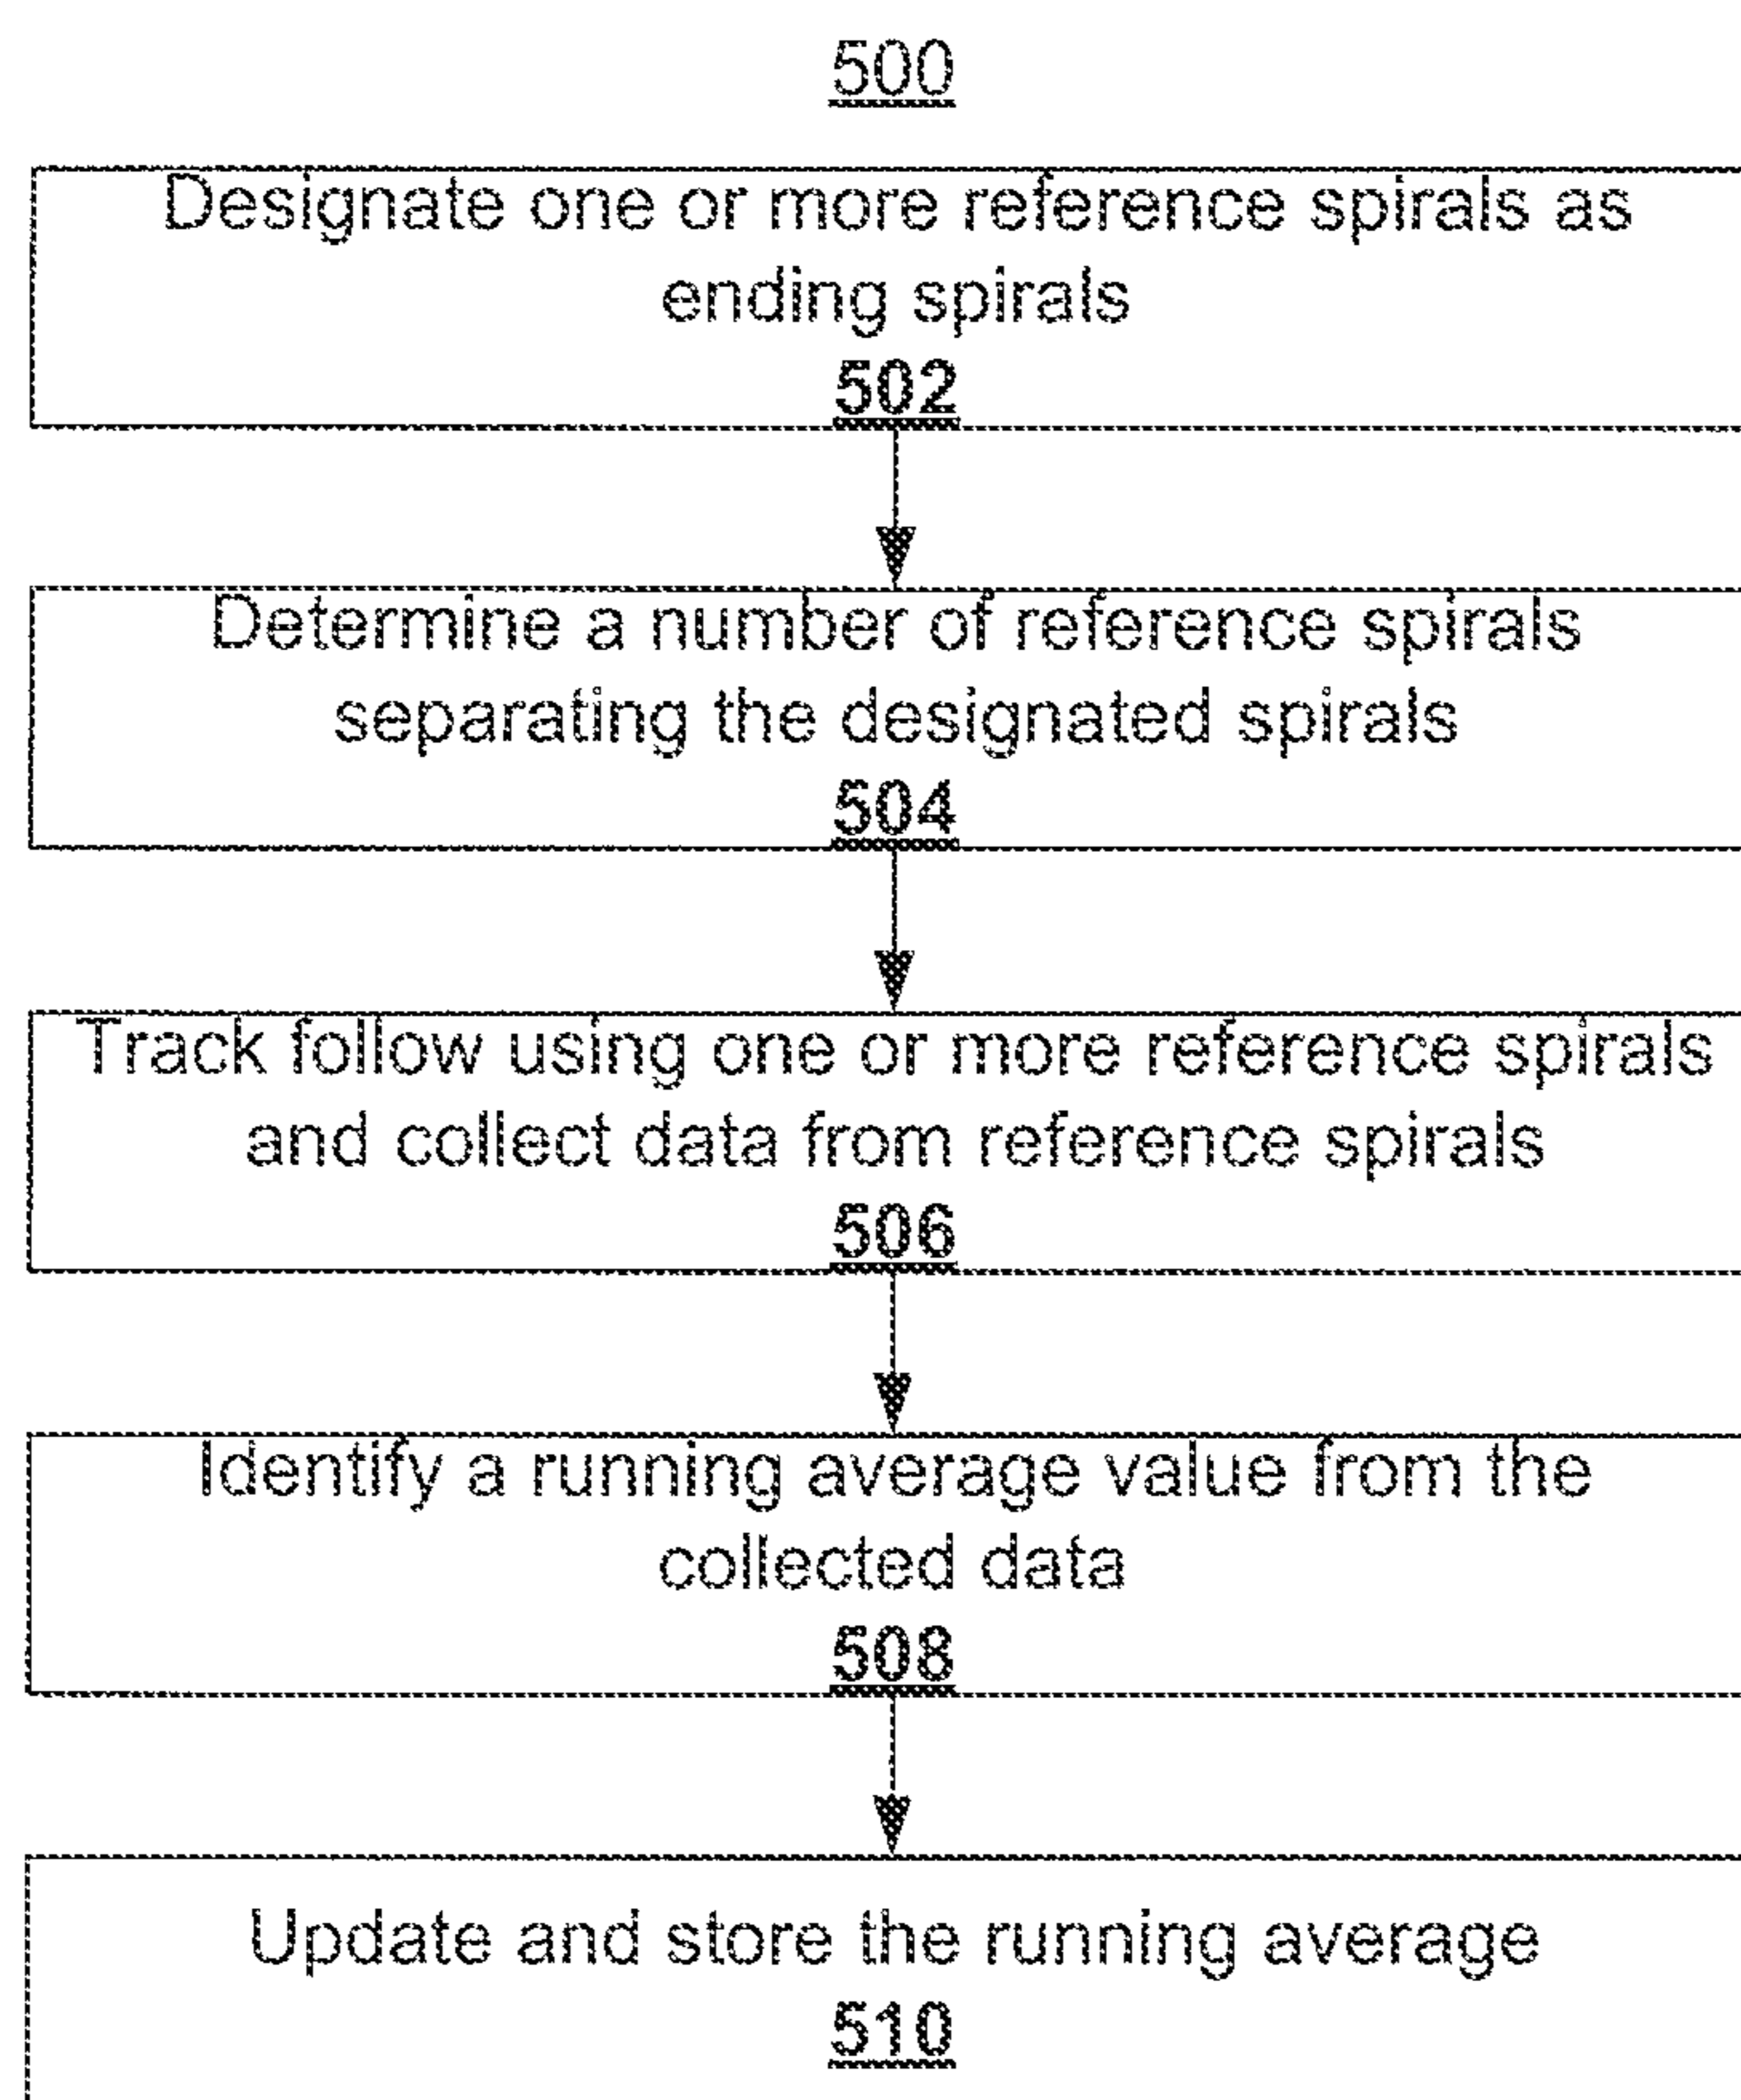 500
Designate one or more reference spirals as
ending spirals
502
Determine a number of reference spirals
separating the designated spirals
504
Track follow using one or more reference spirals
and collect data from reference spirals
506
Identify a running average value from the
collected data
508
Update and store the running average
510